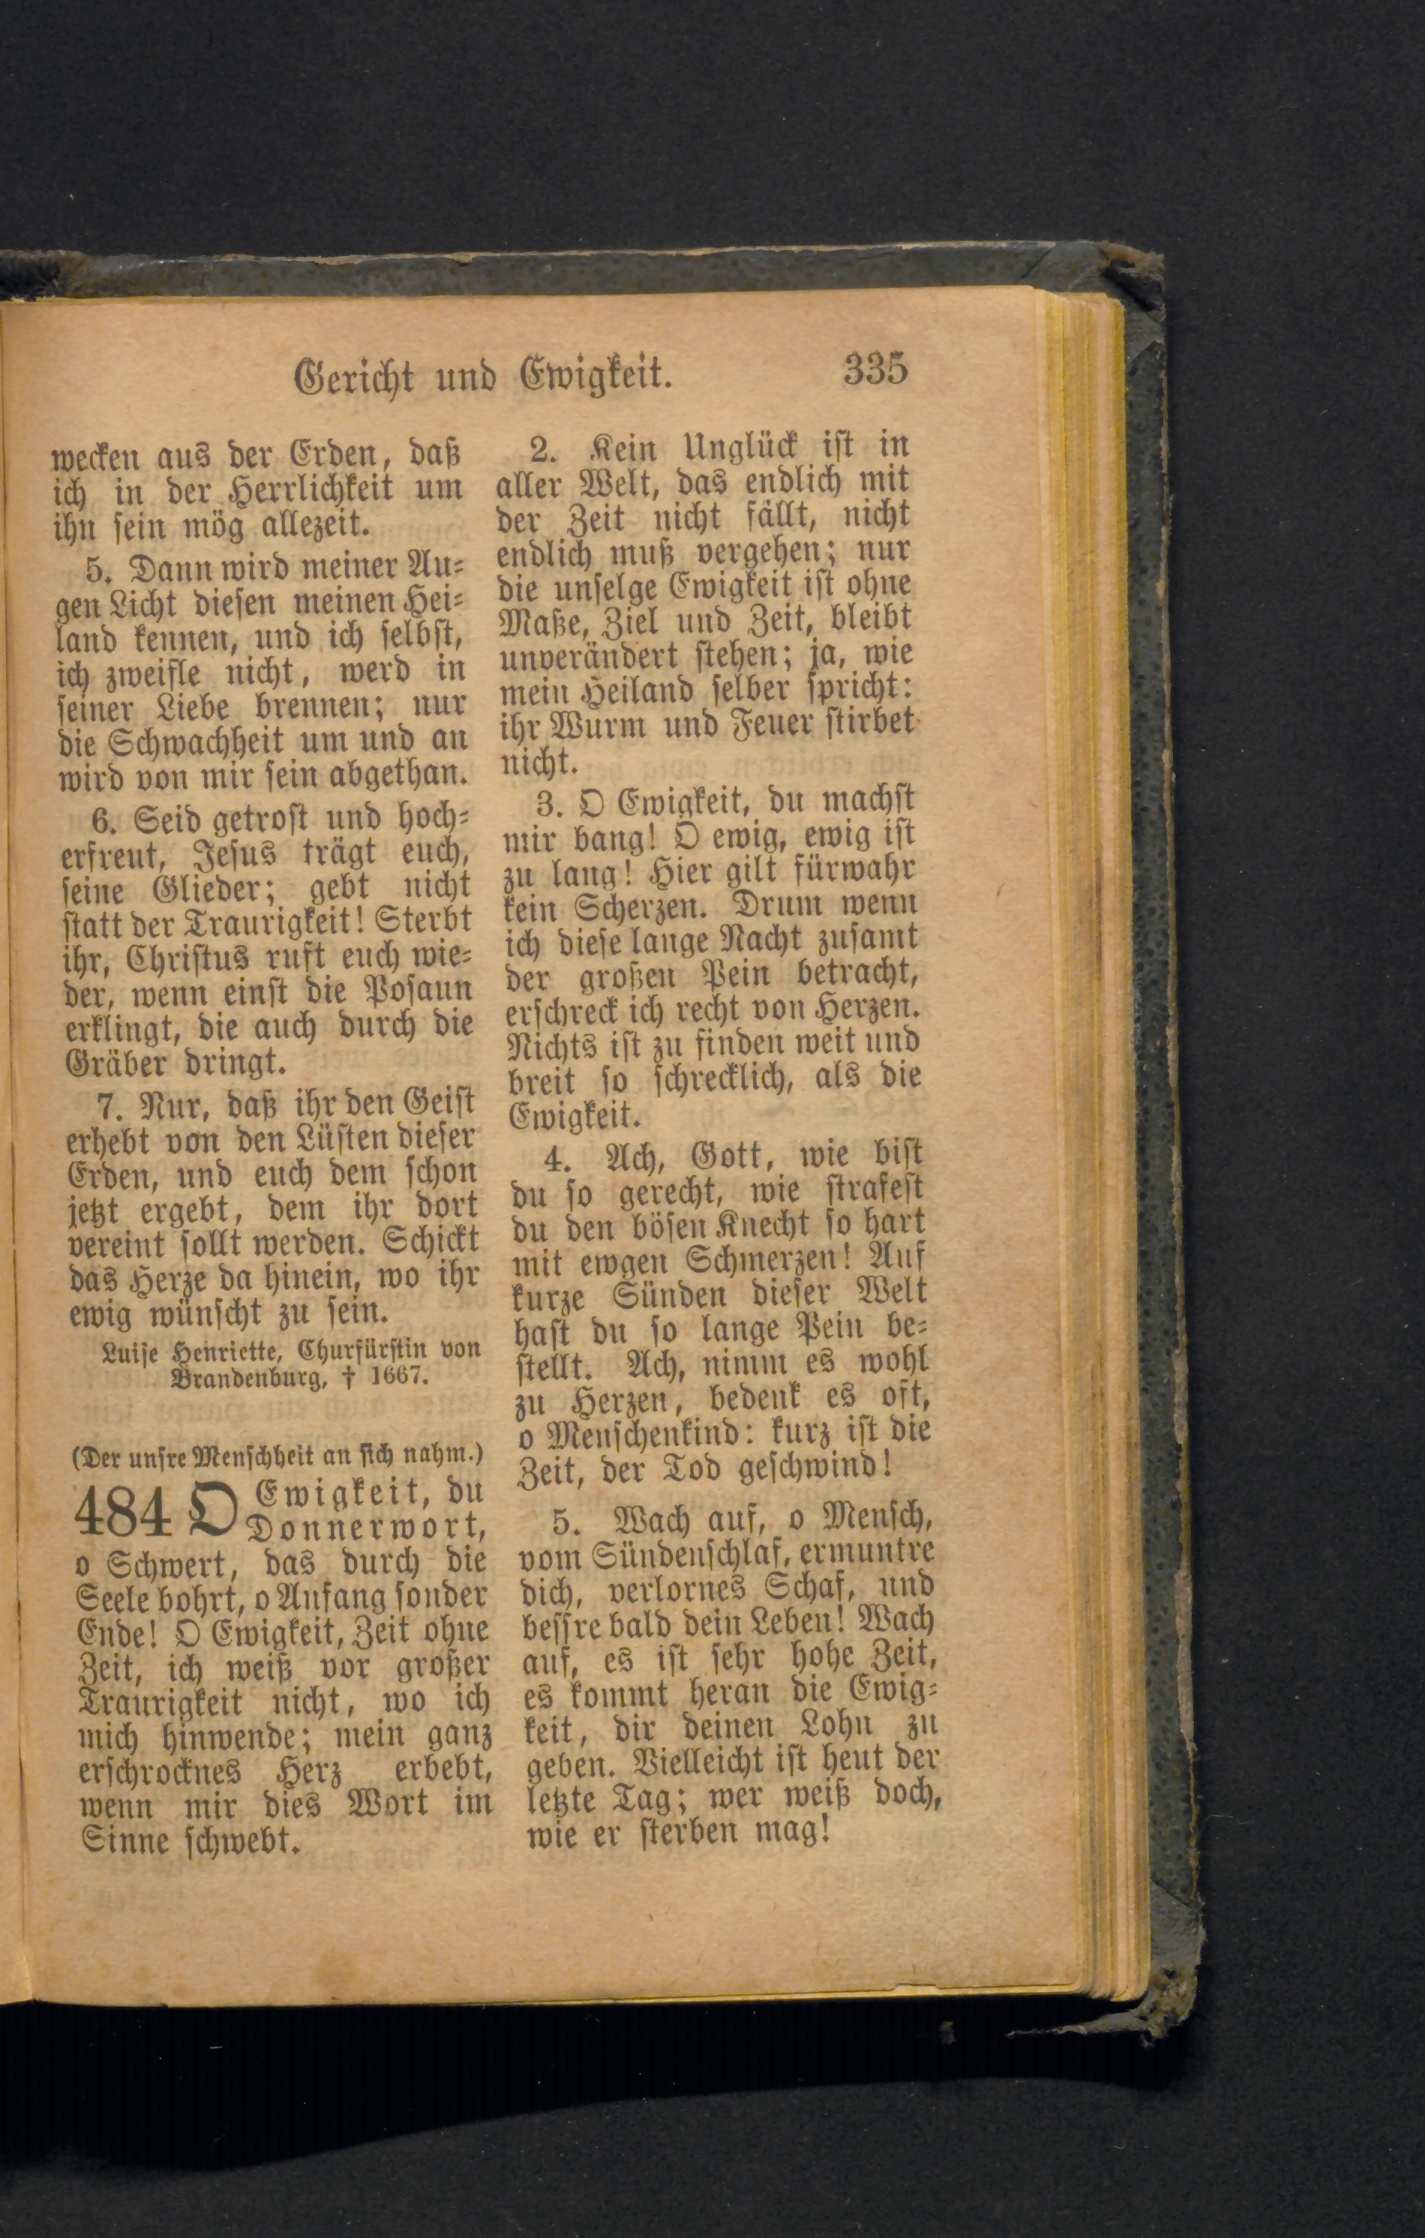 Gericht und Ewigkeit. 335
wecken aus der Erden, daß
ich in der Herrlichkeit um
ihn sein mög allezeit.
5. Dann wird meiner Au-
gen Licht diesen meinen Hei-
land kennen, und ich selbst,
ich zweifle nicht, werd in
seiner Liebe brennen; nur
die Schwachheit um und an
wird von mir sein abgethan.
6. Seid getrost und hoch-
erfreut, Jesus trägt euch,
seine Glieder; gebt nicht
statt der Traurigkeit! Sterbt
ihr, Christus ruft euch wie-
der, wenn einst die Posaun
erklingt, die auch durch die
Gräber dringt.
7. Nur, daß ihr den Geist
erhebt von den Lüsten dieser
Erden, und euch dem schon
jetzt ergebt, dem ihr dort
vereint sollt werden. Schickt
das Herze da hinein, wo ihr
ewig wünscht zu sein.
Luise Henriette, Churfürstin von
Brandenburg, † 1667.
(Der unsre Menschheit an sich nahm.)
484 O Ewigkeit, du
Donnerwort,
o Schwert, das durch die
Seele bohrt, o Anfang sonder
Ende! O Ewigkeit, Zeit ohne
Zeit, ich weiß vor großer
Traurigkeit nicht, wo ich
mich hinwende; mein ganz
erschrocknes Herz erbebt,
wenn mir dies Wort im
Sinne schwebt.
2. Kein Unglück ist in
aller Welt, das endlich mit
der Zeit nicht fällt, nicht
endlich muß vergehen; nur
die unselge Ewigkeit ist ohne
Maße, Ziel und Zeit, bleibt
unverändert stehen; ja, wie
mein Heiland selber spricht:
ihr Wurm und Feuer stirbet
nicht.
3. O Ewigkeit, du machst
mir bang! O ewig, ewig ist
zu lang! Hier gilt fürwahr
kein Scherzen. Drum wenn
ich diese lange Nacht zusamt
der großen Pein betracht,
erschreck ich recht von Herzen.
Nichts ist zu finden weit und
breit so schrecklich, als die
Ewigkeit.
4. Ach, Gott, wie bist
du so gerecht, wie strafest
du den bösen Knecht so hart
mit ewgen Schmerzen! Auf
kurze Sünden dieser Welt
hast du so lange Pein be-
stellt. Ach, nimm es wohl
zu Herzen, bedenk es oft,
o Menschenkind: kurz ist die
Zeit, der Tod geschwind!
5. Wach auf, o Mensch,
vom Sündenschlaf, ermuntre
dich, verlornes Schaf, und
bessre bald dein Leben! Wach
auf, es ist sehr hohe Zeit,
es kommt heran die Ewig-
keit, dir deinen Lohn zu
geben. Vielleicht ist heut der
letzte Tag; wer weiß doch,
wie er sterben mag!